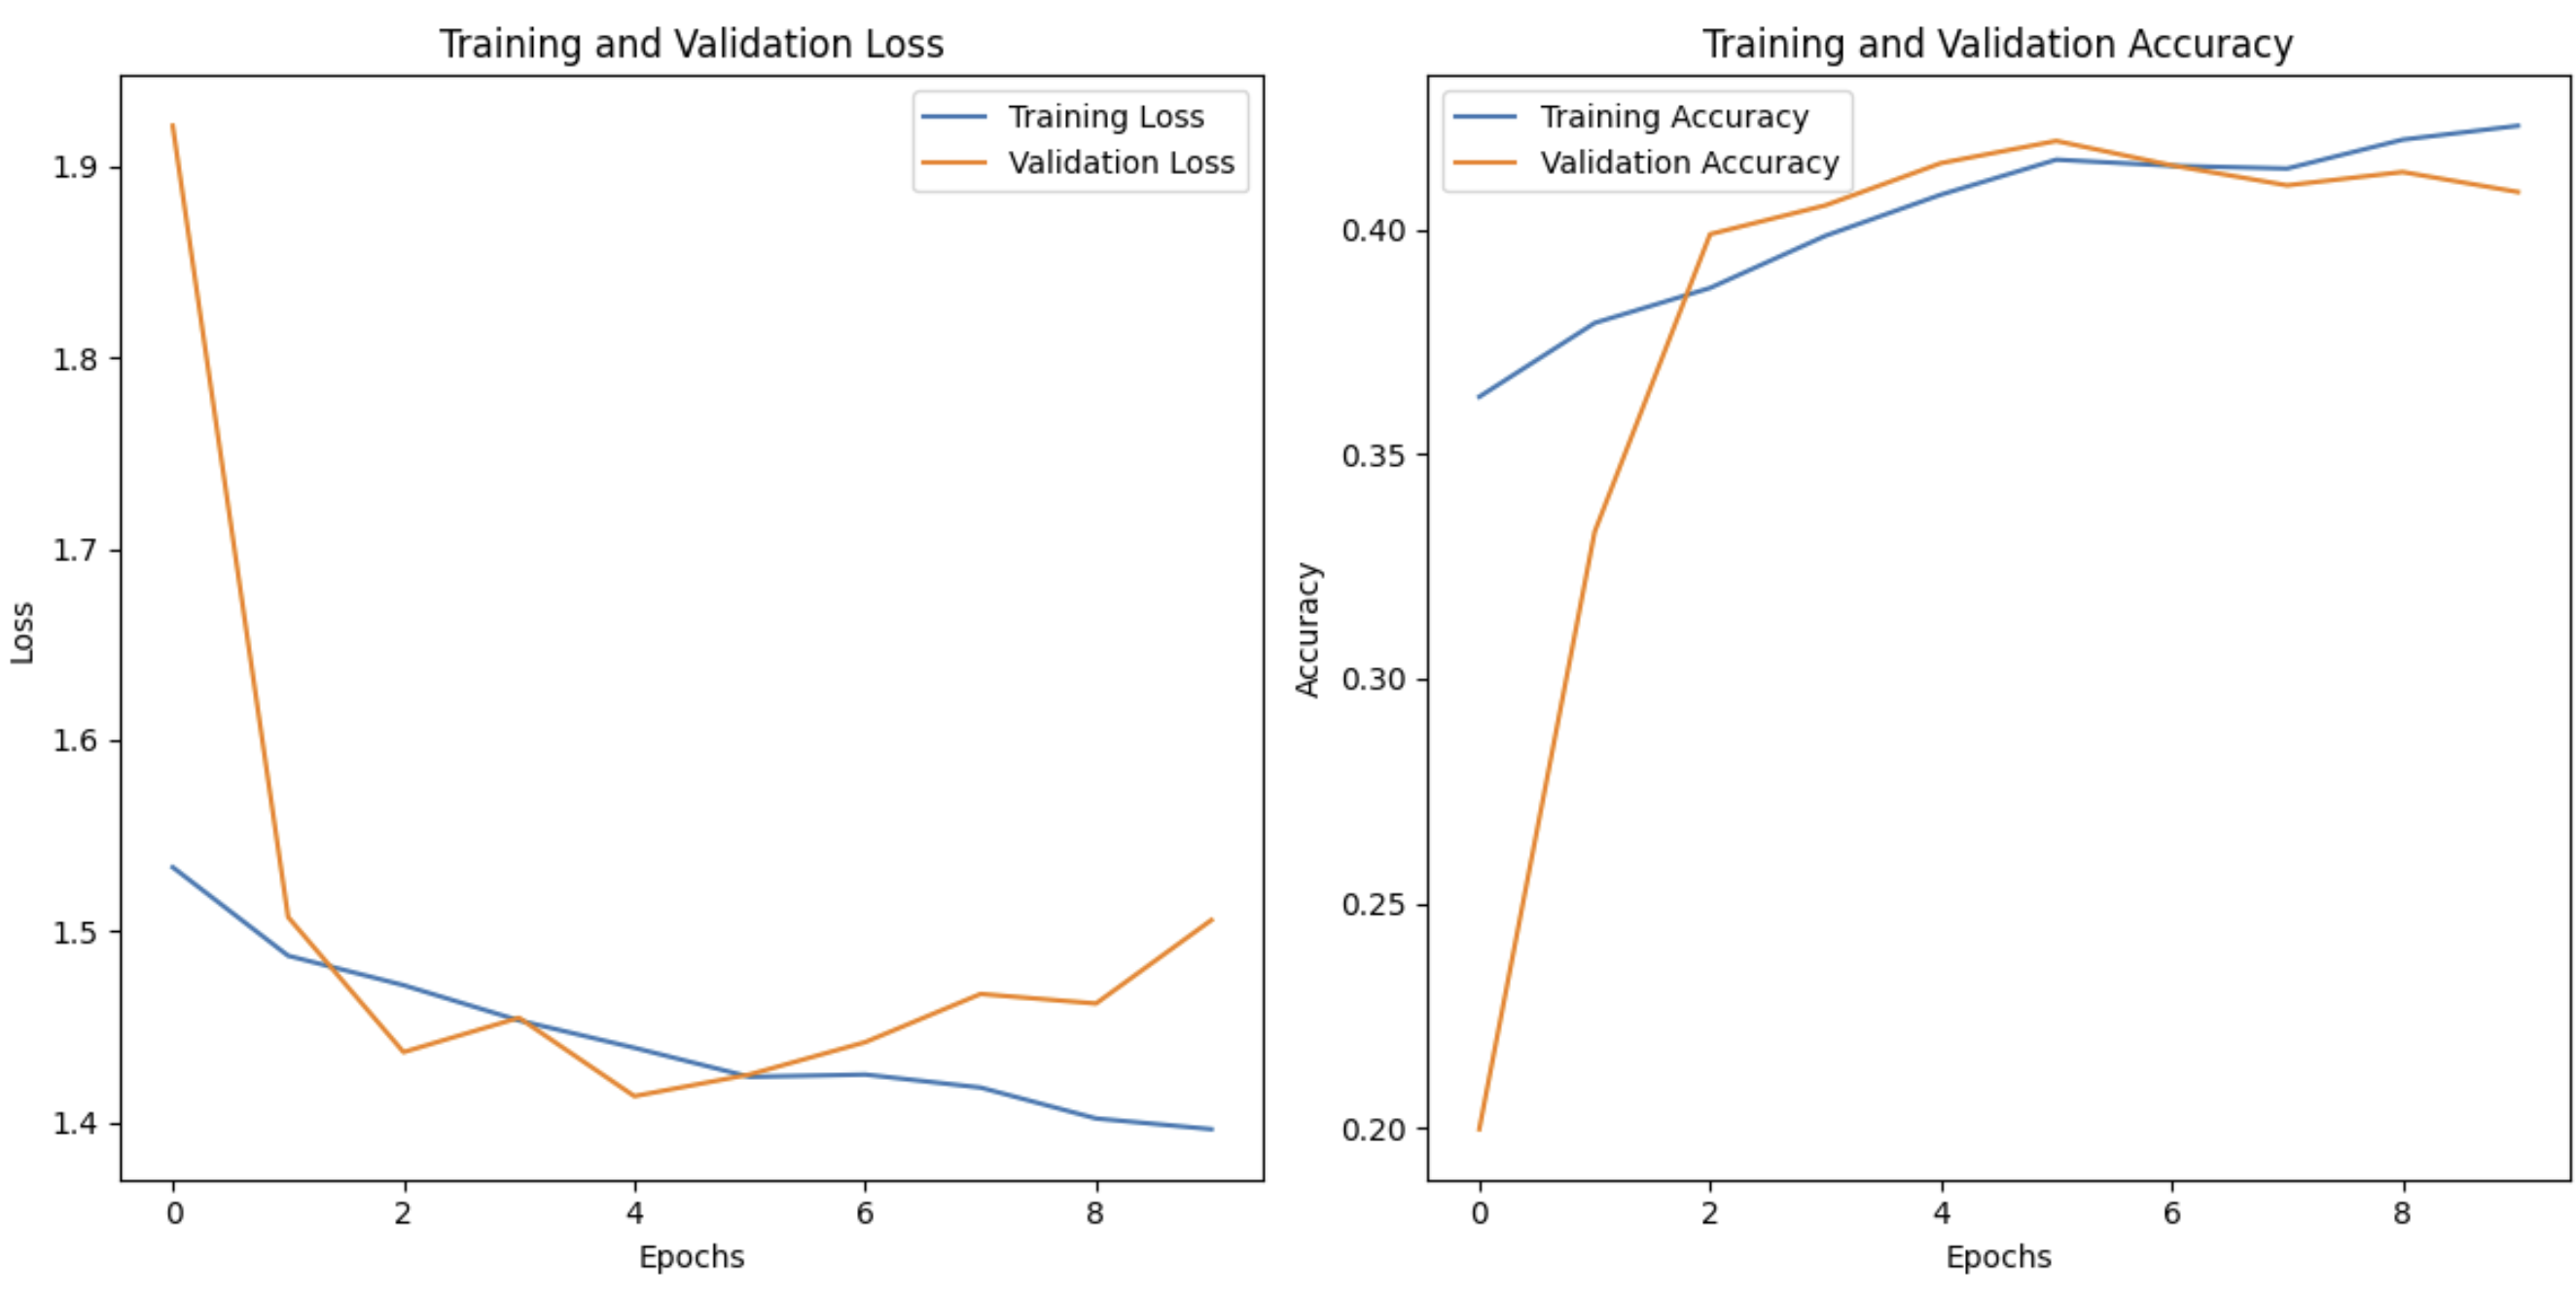 Training and Validation Loss
Training Loss
Validation Loss
1.9
1.8
1.7
1.6
1.5
1.4
Loss
0 2 4 6 8
Epochs
Training and Validation Accuracy
Training Accuracy
Validation Accuracy
0.40
0.35
0.30
0.25
0.20
Accuracy
0 2 4 6 8
Epochs